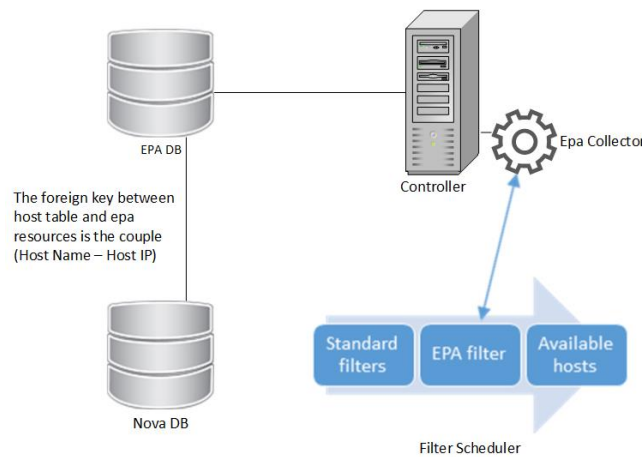 EPA DB
Epa Collector
Controller
The foreign key between
host table and epa
resources is the couple
(Host Name – Host IP)
Standard
filters
EPA filter
Available
hosts
Nova DB
Filter Scheduler